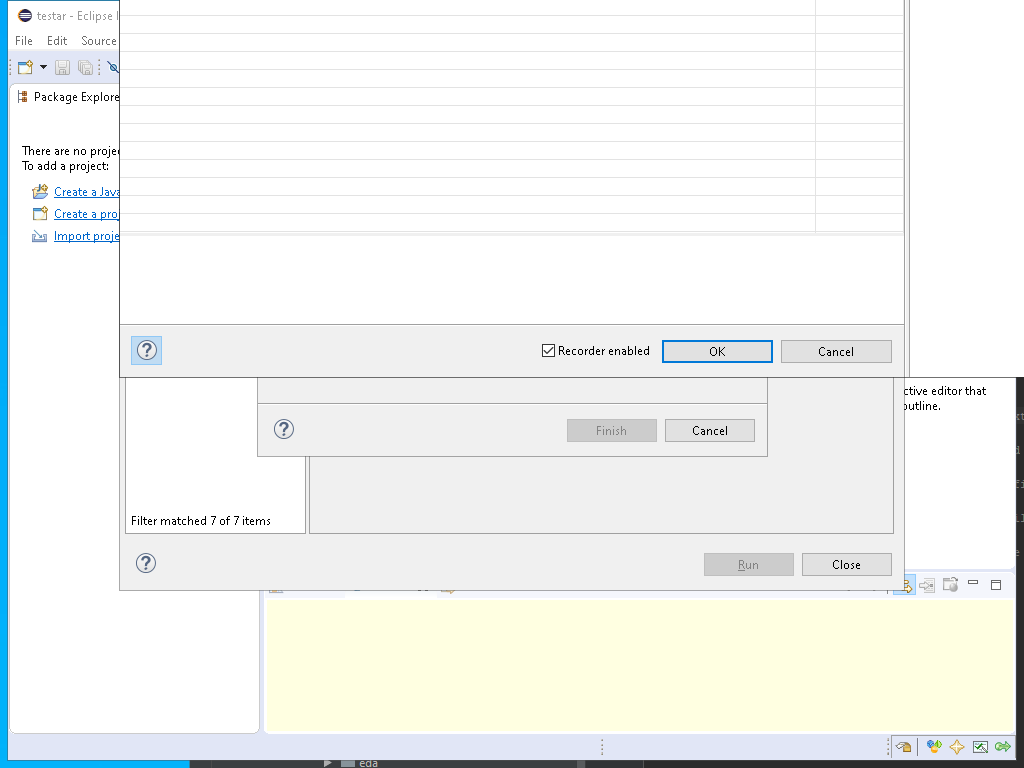 testar - Eclipse
File Edit Source
Package Explore
There are no proje
To add a project:
Create a Java
Create a pro
Import proje
Recorder enabled
OK
Cancel
ctive editor that
outline.
Finish
Cancel
Filter matched 7 of 7 items
Run
Close
eda